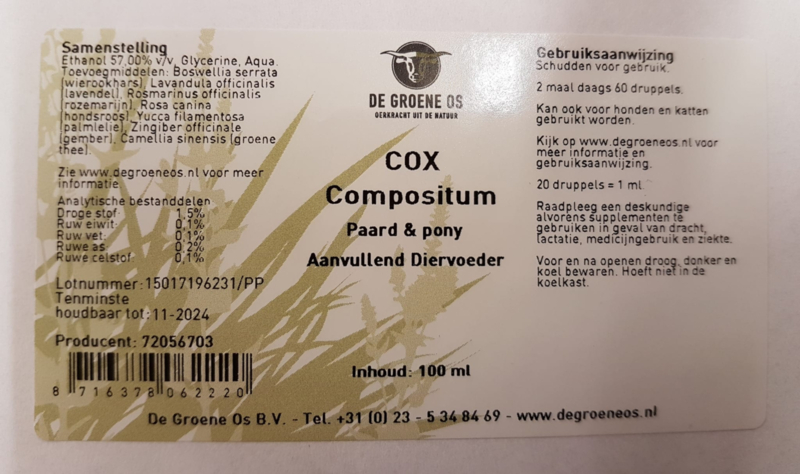 Samenstelling
Ethanol 57,00% v/v, Glycerine, Aqua.
Toevoegmiddelen: Boswellia serrata
(wierookhars), Lavandula officinalis
(lavendel), Rosmarinus officinalis
(rozemarijn), Rosa canina
(hondsroos), Yucca filamentosa
(palmlelie), Zingiber officinale
(gember), Camellia sinensis (groene
thee).
Zie www.degroeneos.nl voor meer
informatie.
Analytische bestanddelen
Droge stof: 1,5%
Ruw eiwit: 0,1%
Ruw vet: 0,1%
Ruwe as: 0,2%
Ruwe celstof: 0,1%
Lotnummer: 15017196231/PP
Tenminste
houdbaar tot: 11-2024
Producent: 72056703
8 716378 062220
DE GROENE OS
OERKRACHT UIT DE NATUUR
COX
Compositum
Paard & pony
Aanvullend Diervoeder
Inhoud: 100 ml
Gebruiksaanwijzing
Schudden voor gebruik.
2 maal daags 60 druppels.
Kan ook voor honden en katten
gebruikt worden.
Kijk op www.degroeneos.nl voor
meer informatie en
gebruiksaanwijzing.
20 druppels = 1 ml
Raadpleeg een deskundige
alvorens supplementen te
gebruiken in geval van dracht,
lactatie, medicijngebruik en ziekte.
Voor en na openen droog, donker en
koel bewaren. Hoeft niet in de
koelkast.
De Groene Os B.V. - Tel. +31 (0) 23 - 5 34 84 69 - www.degroeneos.nl